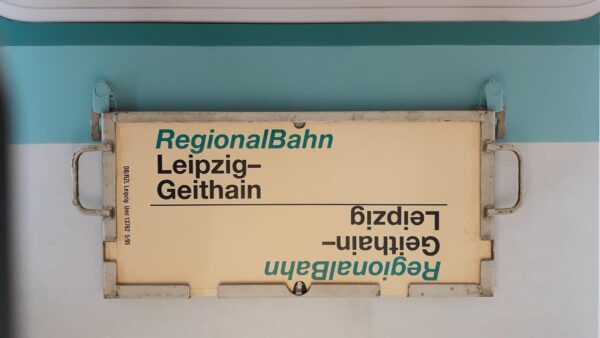 RegionalBahn
Leipzig–
Geithain
RegionalBahn
Geithain–
Leipzig